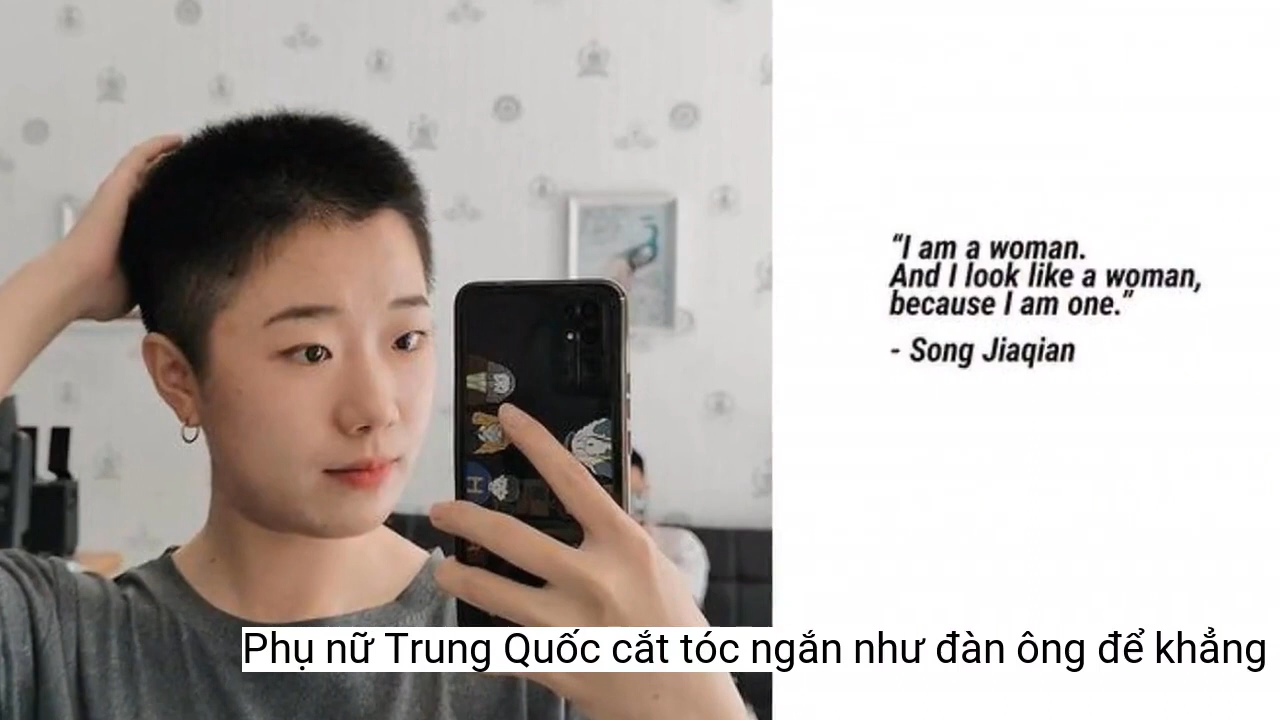 “I am a woman.
And I look like a woman,
because I am one.”
- Song Jiaqian
Phụ nữ Trung Quốc cắt tóc ngắn như đàn ông để khẳng